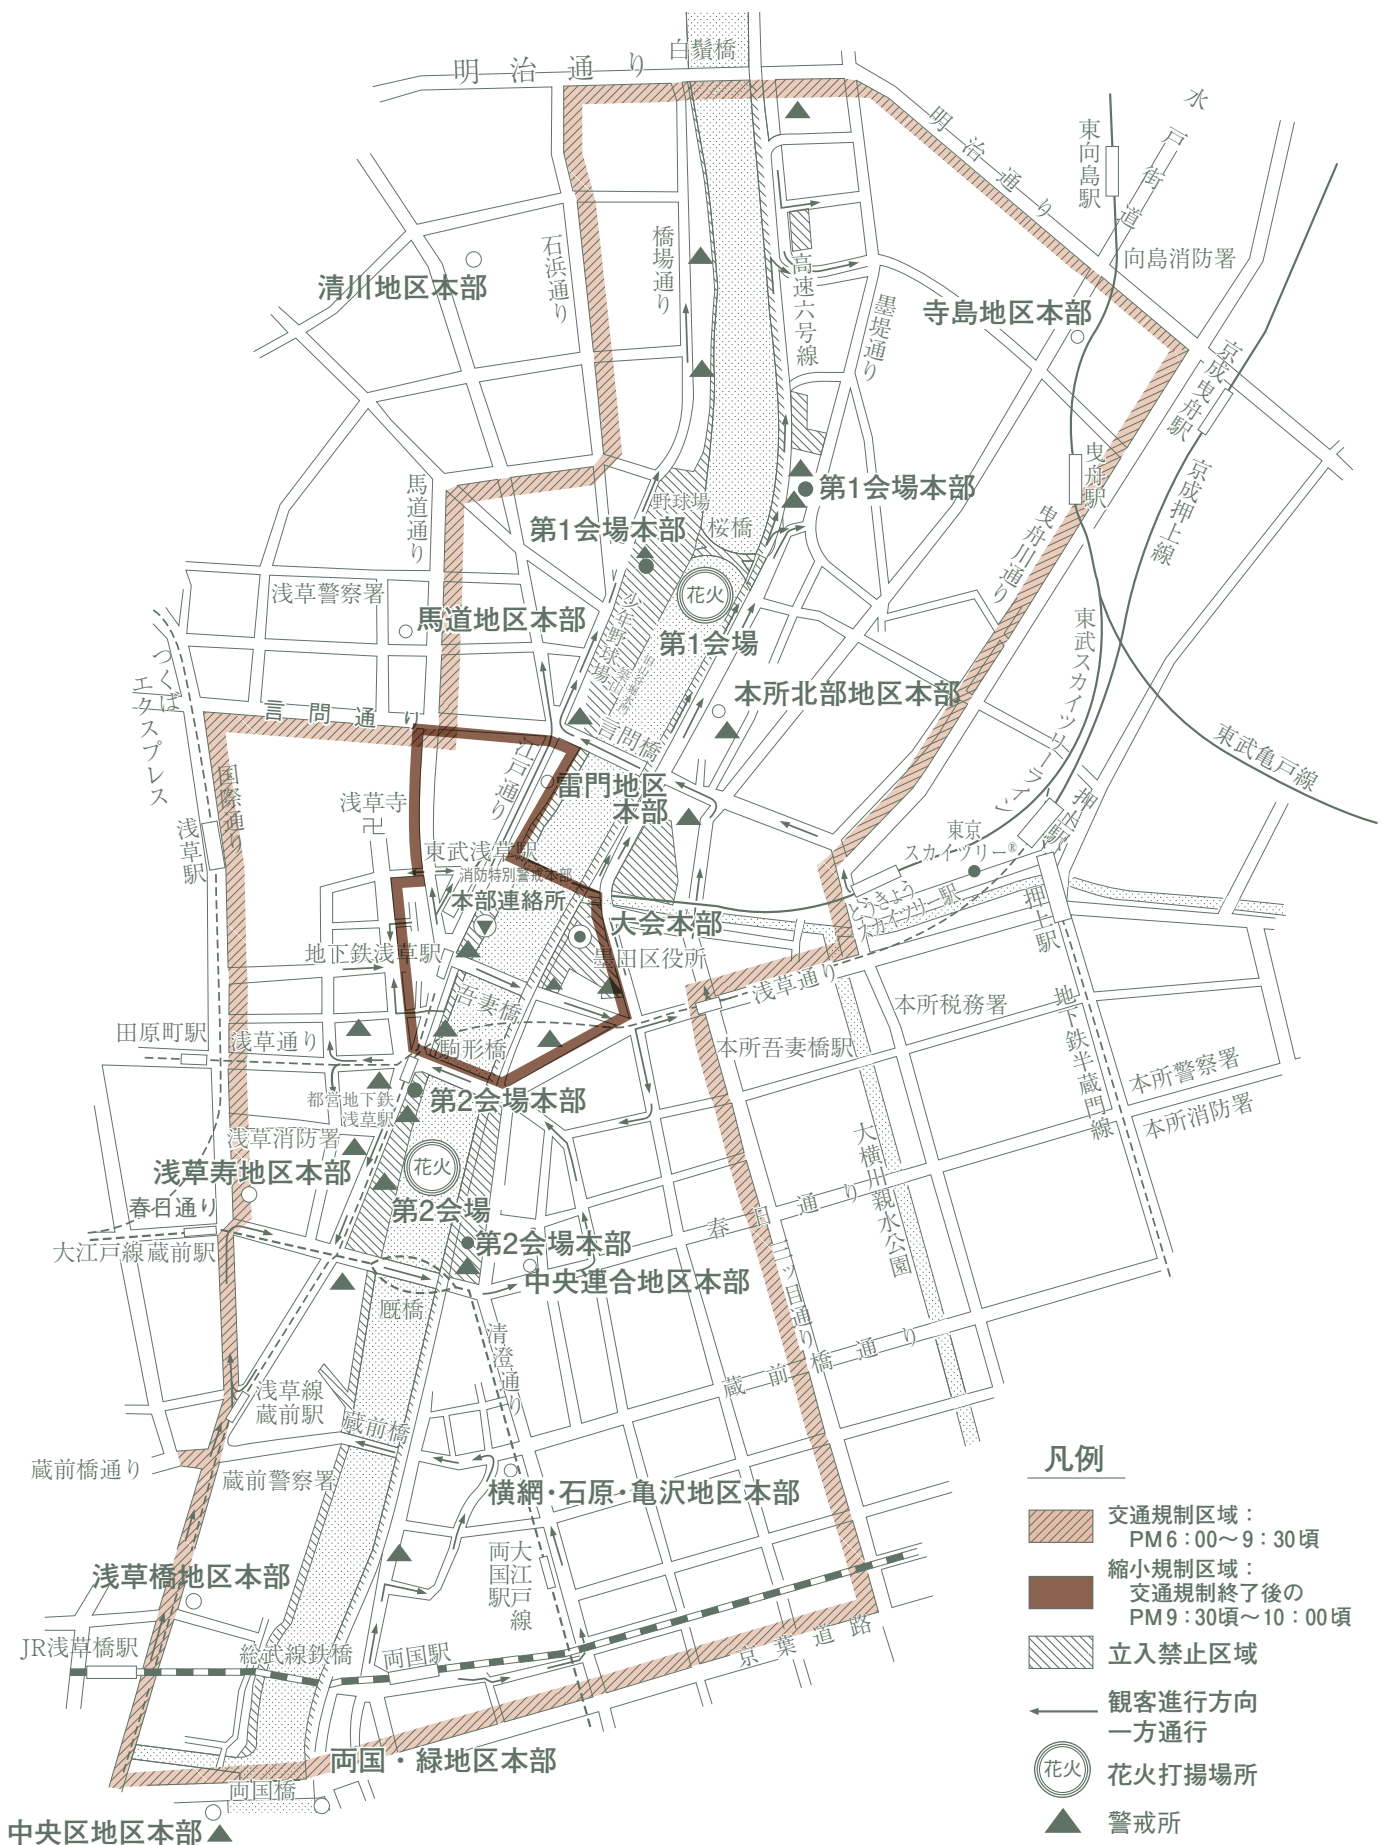 白鬚橋
明治通り
明治通り
水戸街道
東向島駅
向島消防署
石浜通り
橋場通り
清川地区本部
高速六号線
墨堤通り
寺島地区本部
京成曳舟駅
馬道通り
曳舟駅
京成押上線
第1会場本部
野球場
第1会場本部
桜橋
曳舟川通り
浅草警察署
花火
馬道地区本部
少年野球場
第1会場
東武スカイツリーライン
つくば
エクスプレス
本所北部地区本部
言問通り
言問橋
江戸通り
東武亀戸線
国際通り
雷門地区
本部
押上駅
浅草寺
卍
浅草駅
東京
スカイツリー®
東武浅草駅
消防特別警戒本部
本部連絡所
とうきょう
スカイツリー駅
大会本部
押上駅
地下鉄浅草駅
墨田区役所
浅草通り
吾妻橋
本所税務署
地下鉄半蔵門線
田原町駅
浅草通り
駒形橋
本所吾妻橋駅
本所警察署
本所消防署
都営地下鉄
浅草駅
第2会場本部
浅草消防署
大横川親水公園
浅草寿地区本部
花火
春日通り
第2会場
春日通り
三ツ目通り
大江戸線蔵前駅
第2会場本部
中央連合地区本部
厩橋
清澄通り
蔵前橋通り
浅草線
蔵前駅
蔵前橋
蔵前橋通り
蔵前警察署
横網・石原・亀沢地区本部
大江戸線
両国駅
浅草橋地区本部
JR浅草橋駅
総武線鉄橋
両国駅
京葉道路
両国・緑地区本部
両国橋
中央区地区本部
凡例
交通規制区域：
PM6：00〜9：30頃
縮小規制区域：
交通規制終了後の
PM9：30頃〜10：00頃
立入禁止区域
観客進行方向
一方通行
花火
花火打揚場所
警戒所